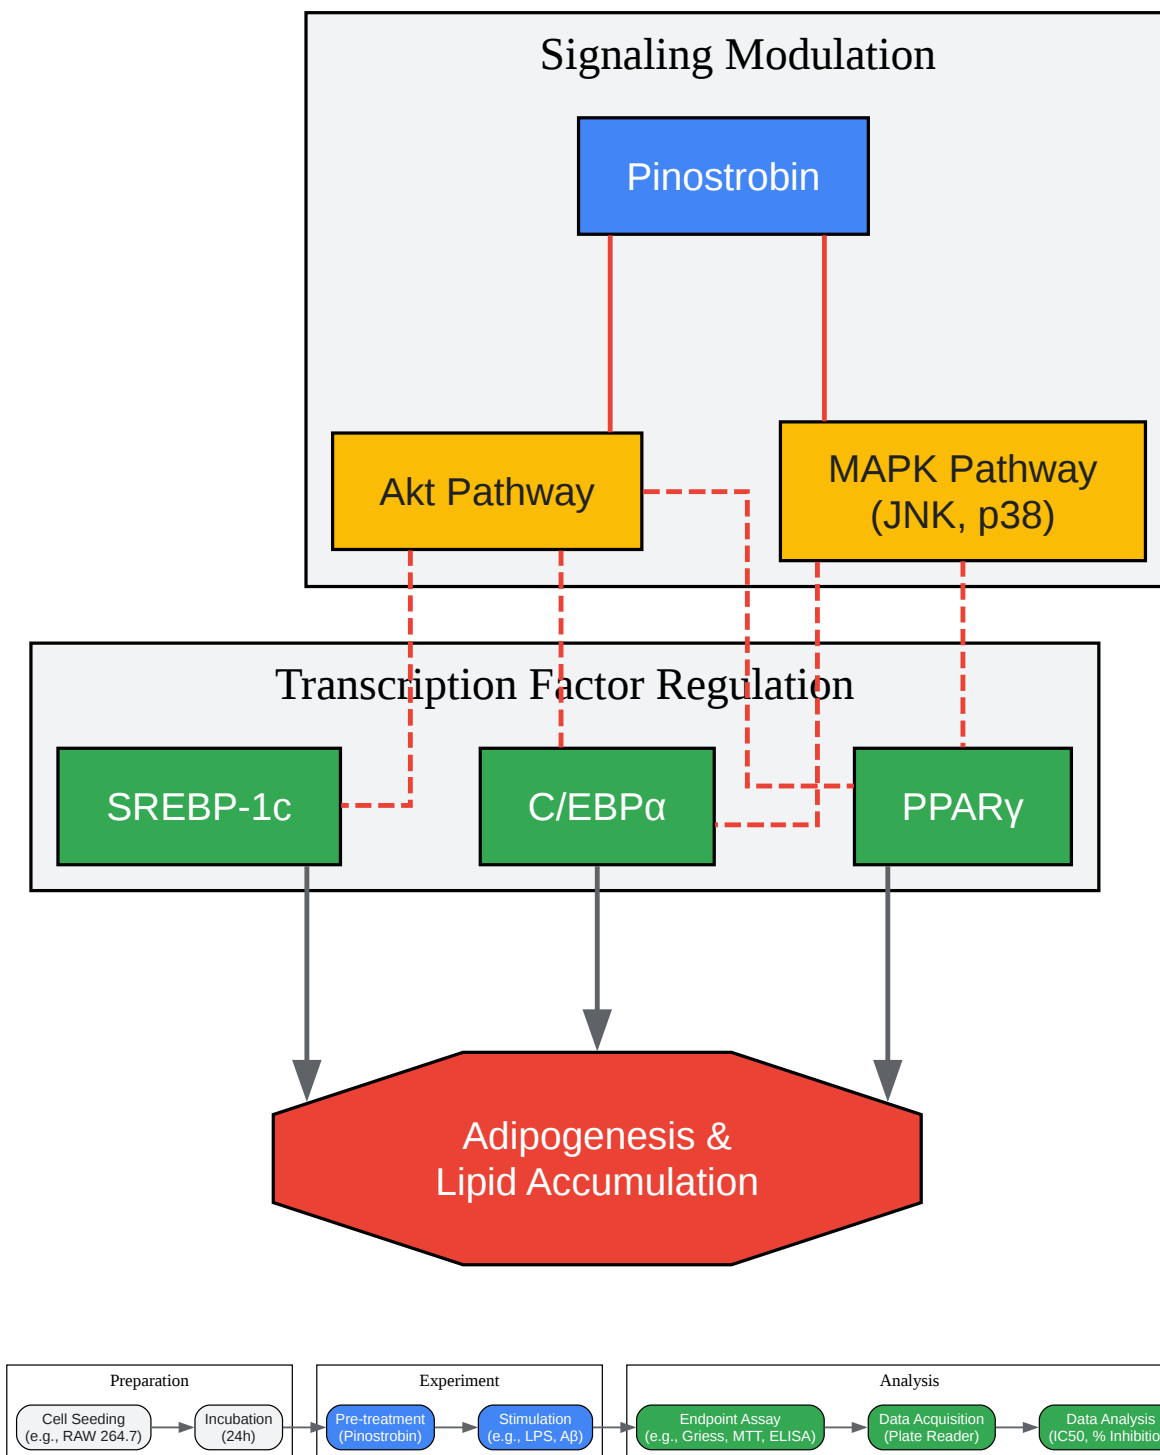 Signaling Modulation
Pinostrobin
Akt Pathway
MAPK Pathway
(JNK, p38)
Transcription Factor Regulation
SREBP-1c
C/EBPα
PPARγ
Adipogenesis &
Lipid Accumulation
Preparation
Cell Seeding
(e.g., RAW 264.7)
Incubation
(24h)
Experiment
Pre-treatment
(Pinostrobin)
Stimulation
(e.g., LPS, Aβ)
Analysis
Endpoint Assay
(e.g., Griess, MTT, ELISA)
Data Acquisition
(Plate Reader)
Data Analysis
(IC50, % Inhibition